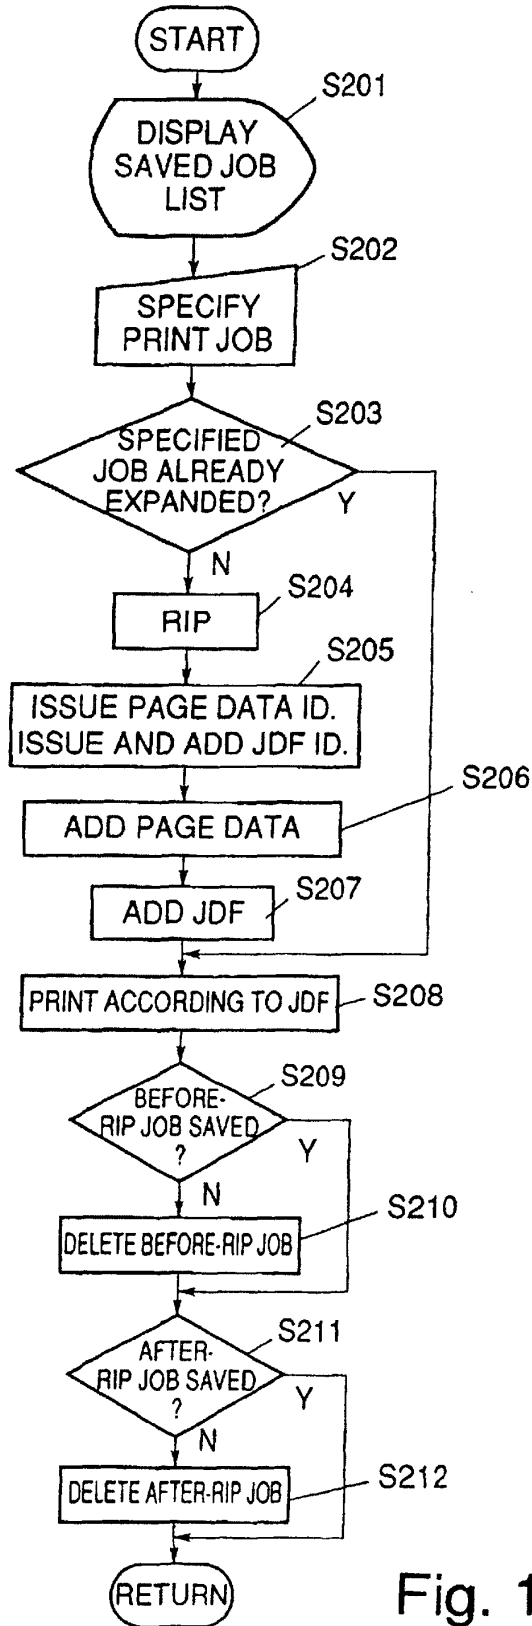 START
S201
DISPLAY
SAVED JOB
LIST
S202
SPECIFY
PRINT JOB
S203
SPECIFIED
JOB ALREADY
EXPANDED?
Y
N
S204
RIP
S205
ISSUE PAGE DATA ID.
ISSUE AND ADD JDF ID.
S206
ADD PAGE DATA
S207
ADD JDF
PRINT ACCORDING TO JDF
S208
S209
BEFORE-
RIP JOB SAVED
?
Y
N
S210
DELETE BEFORE-RIP JOB
S211
AFTER-
RIP JOB SAVED
?
Y
N
S212
DELETE AFTER-RIP JOB
RETURN
Fig. 1